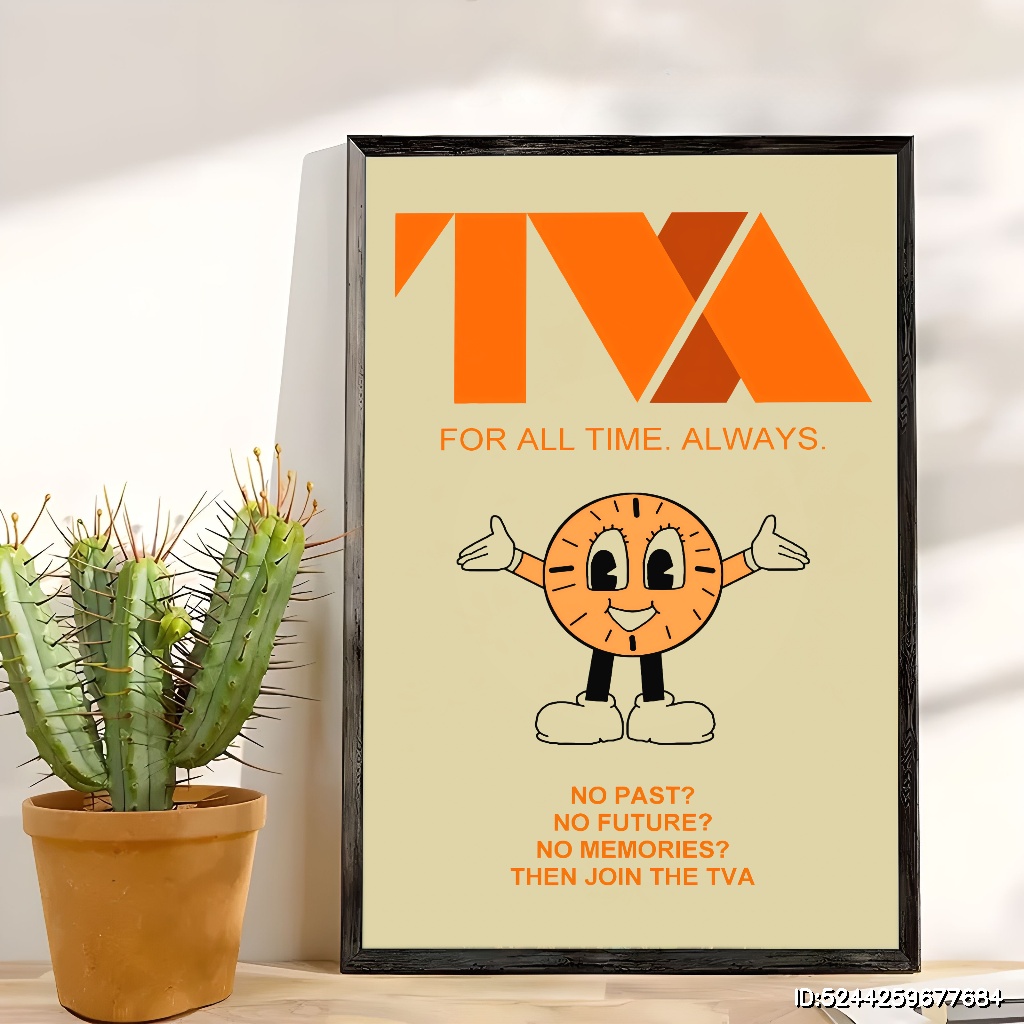 TVA
FOR ALL TIME. ALWAYS.
NO PAST?
NO FUTURE?
NO MEMORIES?
THEN JOIN THE TVA
ID:5244259677684